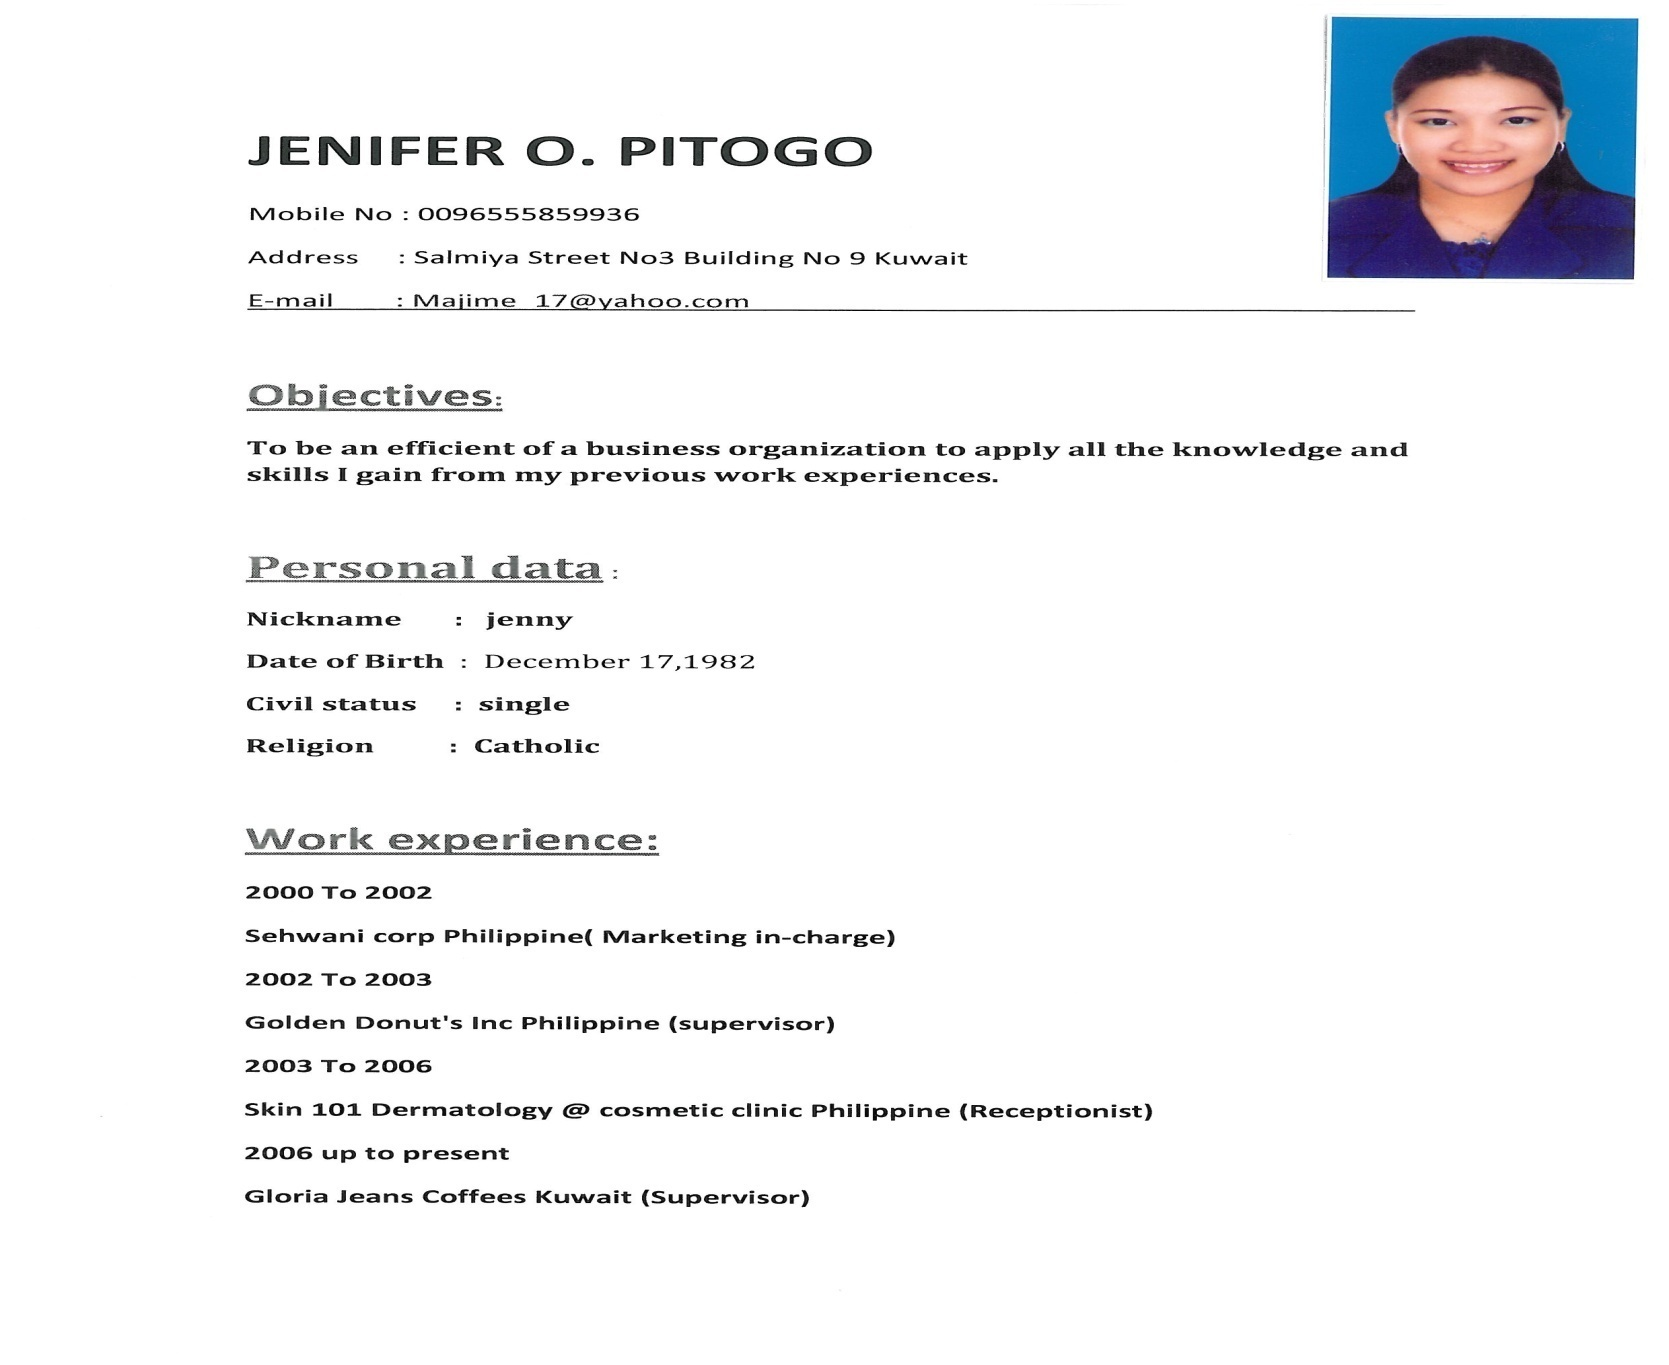 JENIFER O. PITOGO
Mobile No : 0096555859936
Address : Salmiya Street No3 Building No 9 Kuwait
E-mail : Majime_17@yahoo.com
Objectives:
To be an efficient of a business organization to apply all the knowledge and
skills I gain from my previous work experiences.
Personal data :
Nickname : jenny
Date of Birth : December 17,1982
Civil status : single
Religion : Catholic
Work experience:
2000 To 2002
Sehwani corp Philippine( Marketing in-charge)
2002 To 2003
Golden Donut's Inc Philippine (supervisor)
2003 To 2006
Skin 101 Dermatology @ cosmetic clinic Philippine (Receptionist)
2006 up to present
Gloria Jeans Coffees Kuwait (Supervisor)